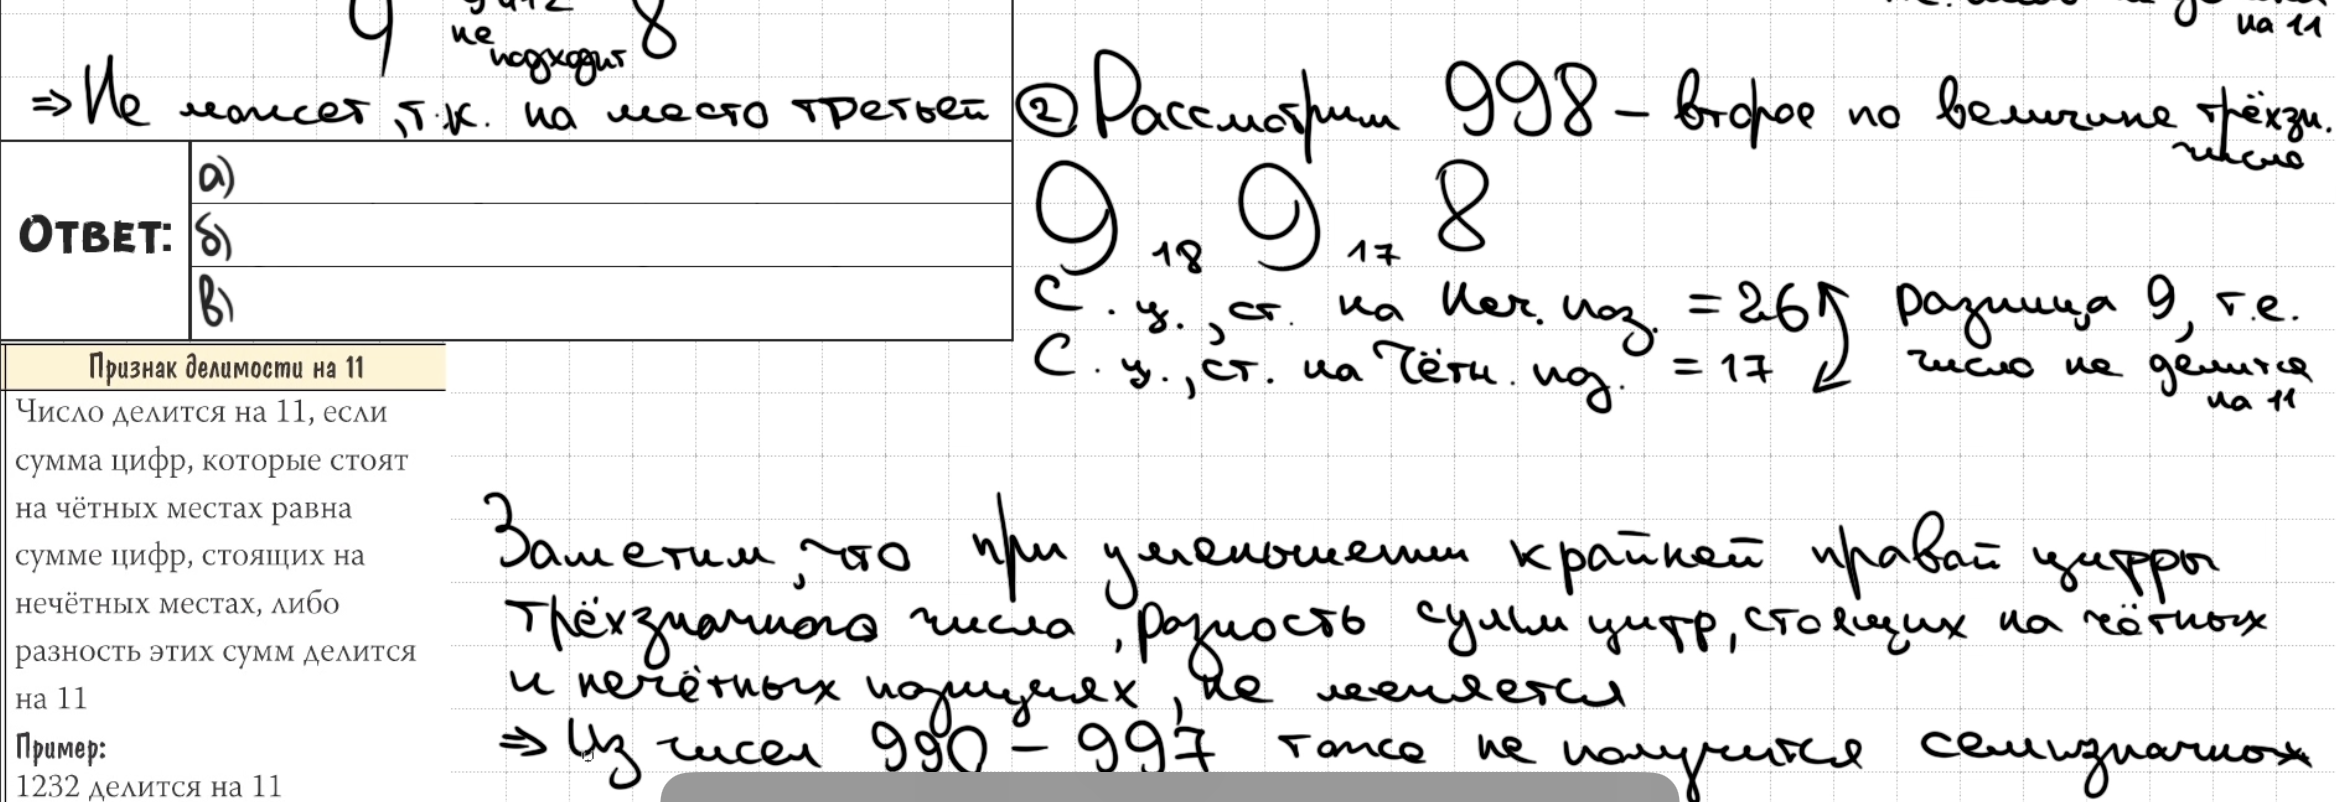 9 9 и 12 8
не
подходит
⇒ Не может, т.к. на место третьей
ОТВЕТ:
а)
б)
в)
Признак делимости на 11
Число делится на 11, если
сумма цифр, которые стоят
на чётных местах равна
сумме цифр, стоящих на
нечётных местах, либо
разность этих сумм делится
на 11
Пример:
1232 делится на 11
на 11
② Рассмотрим 998 – второе по величине трёхзн.
число
9 18 9 17 8
С. ц., ст. на неч. поз. = 26 разница 9, т.е.
С. ц., ст. на чётн. поз. = 17 число не делится
на 11
Заметим, что при уменьшении крайней правой цифры
трёхзначного числа, разность сумм цифр, стоящих на чётных
и нечётных позициях, не меняется
⇒ Из чисел 990 – 997 тоже не получится семизначных